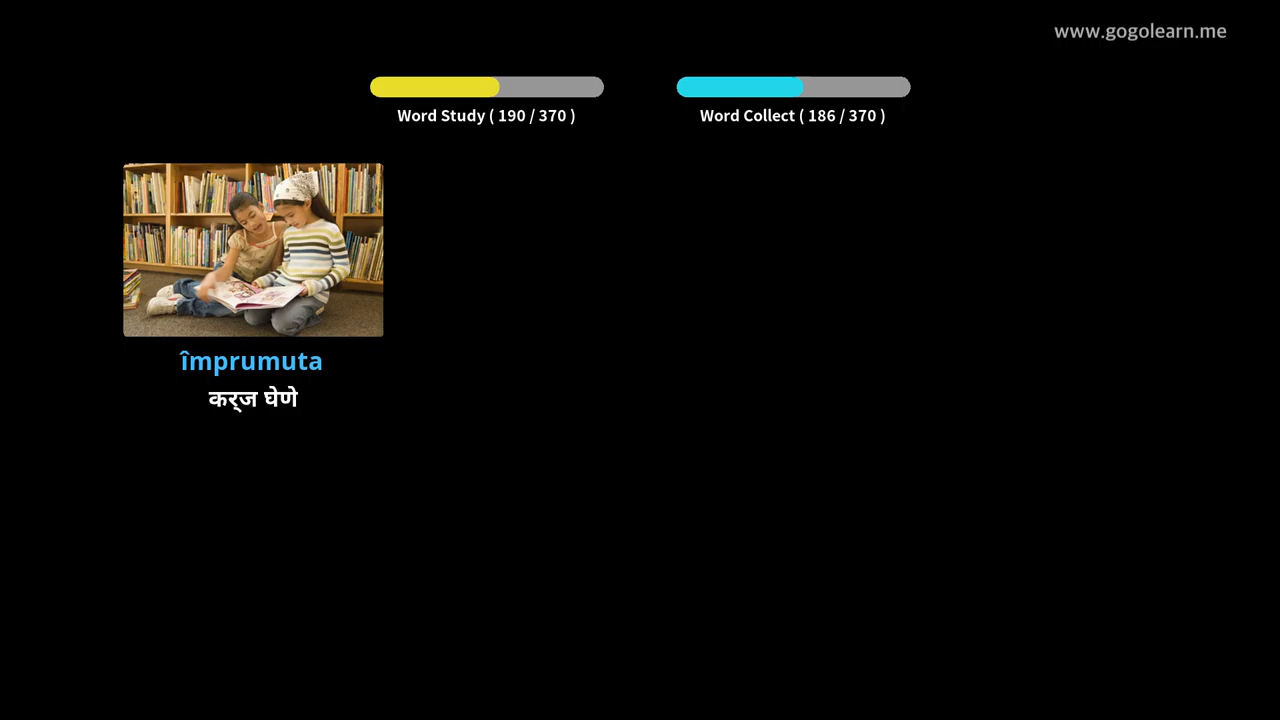 www.gogolearn.me
Word Study ( 190 / 370 )
Word Collect ( 186 / 370 )
împrumuta
कर्ज घेणे